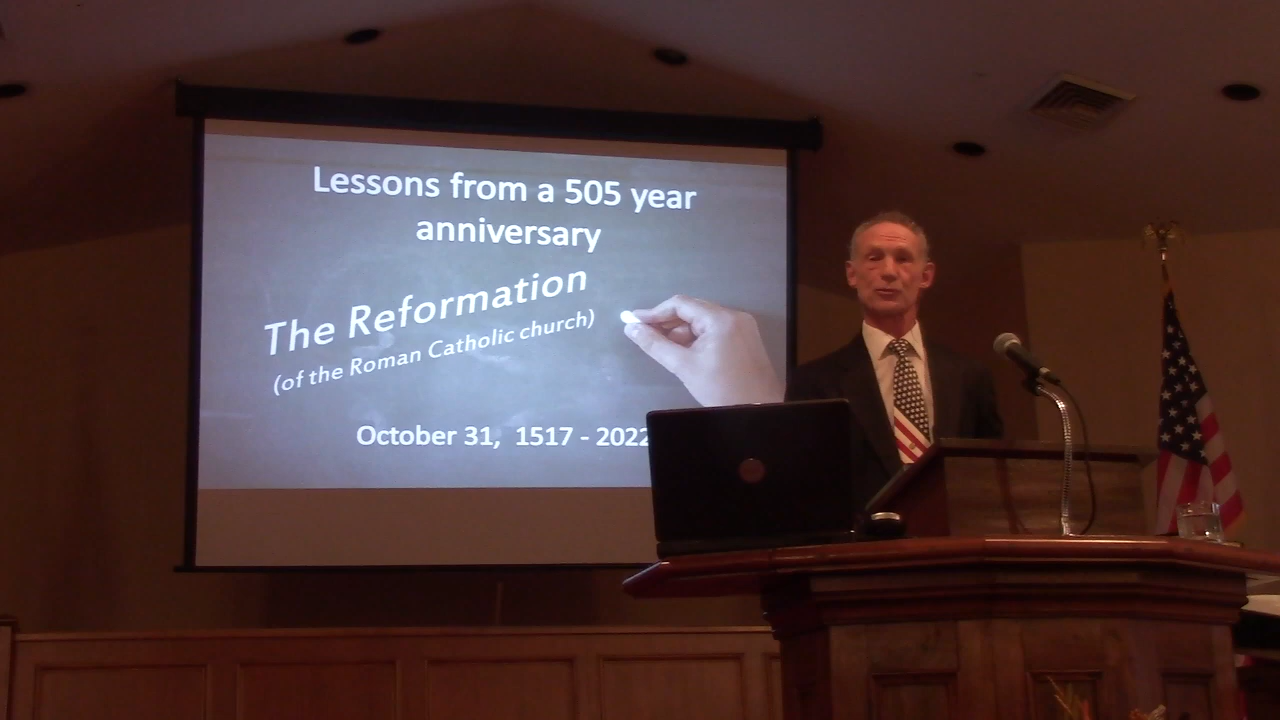 Lessons from a 505 year
anniversary
The Reformation
(of the Roman Catholic church)
October 31, 1517 - 2022